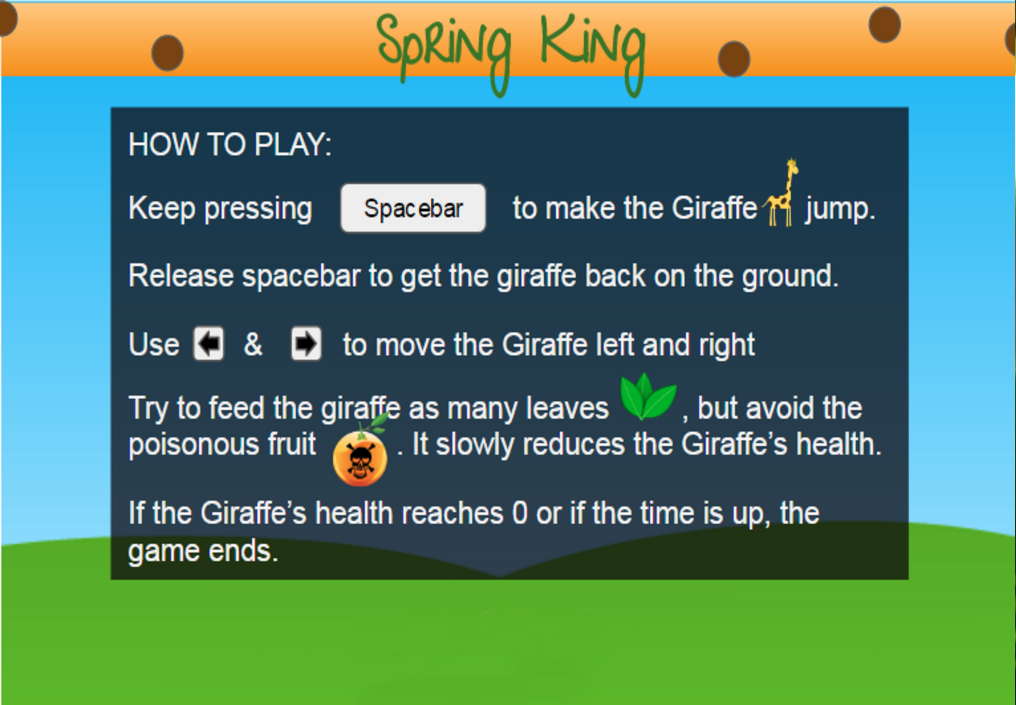 Spring King
HOW TO PLAY:
Keep pressing Spacebar to make the Giraffe jump.
Release spacebar to get the giraffe back on the ground.
Use & to move the Giraffe left and right
Try to feed the giraffe as many leaves , but avoid the
poisonous fruit . It slowly reduces the Giraffe’s health.
If the Giraffe’s health reaches 0 or if the time is up, the
game ends.